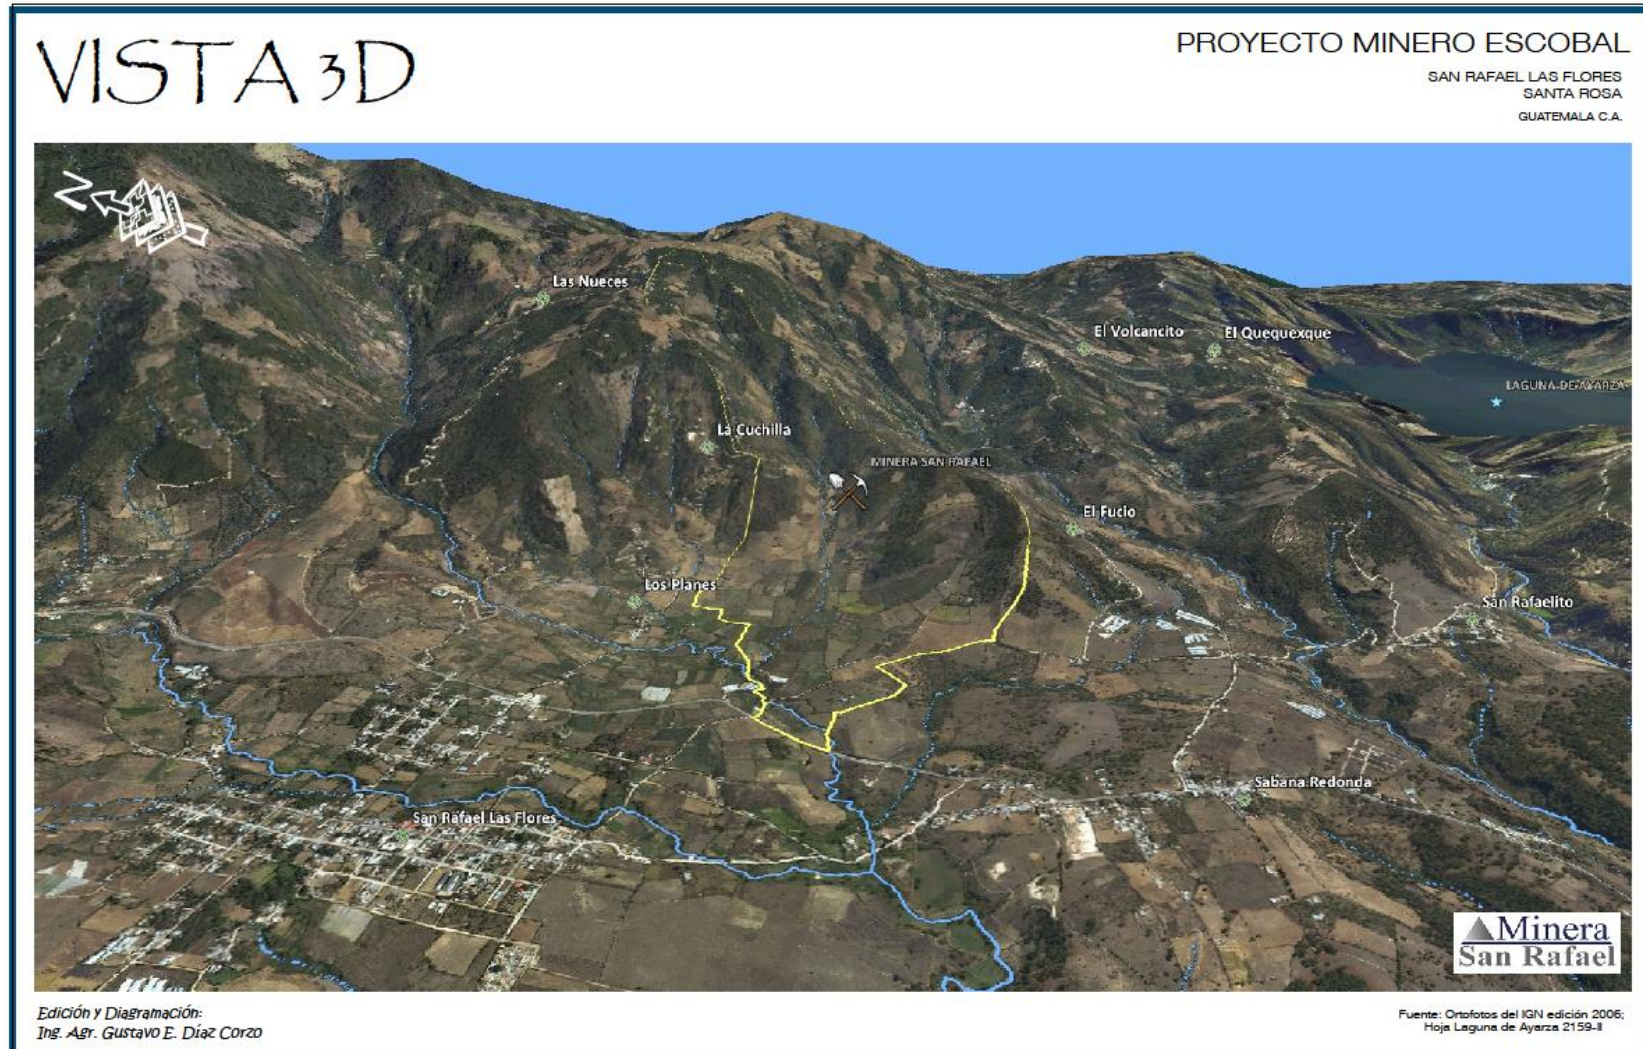 VISTA 3D
PROYECTO MINERO ESCOBAL
SAN RAFAEL LAS FLORES
SANTA ROSA
GUATEMALA C.A.
N
Las Nueces
El Volcancito
El Quequexque
LAGUNA DE AYARZA
La Cuchilla
MINERA SAN RAFAEL
El Fucio
Los Planes
San Rafaelito
Sabana Redonda
San Rafael Las Flores
Minera
San Rafael
Edición y Diagramación:
Ing. Agr. Gustavo E. Díaz Corzo
Fuente: Ortofotos del IGN edición 2006;
Hoja Laguna de Ayarza 2159-II